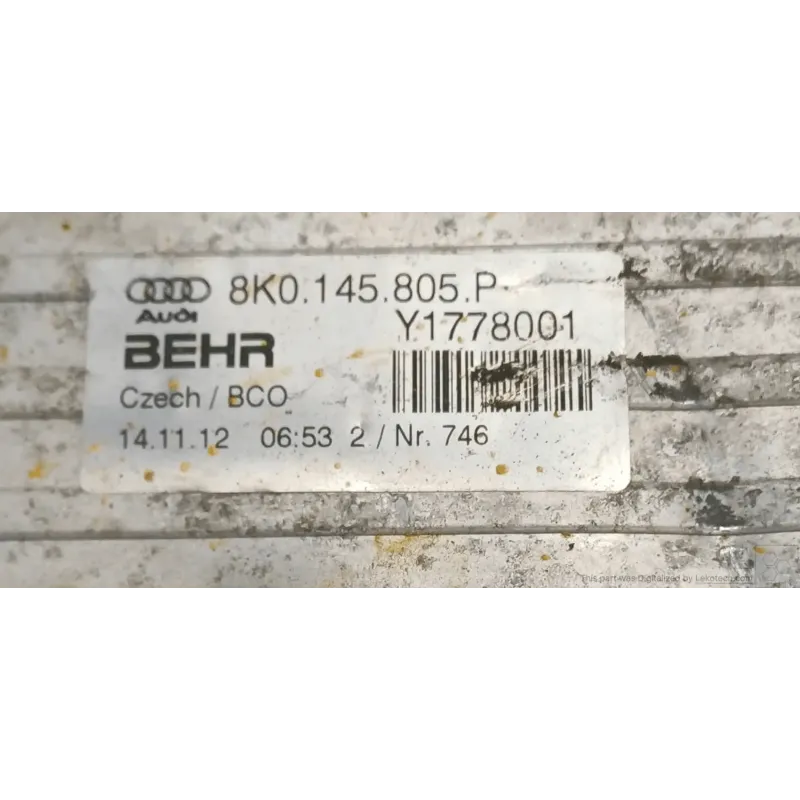 8K0.145.805.P
Audi
Y1778001
BEHR
Czech / BCO
14.11.12 06:53 2 / Nr. 746
This part was Digitalized by Lekotech.com